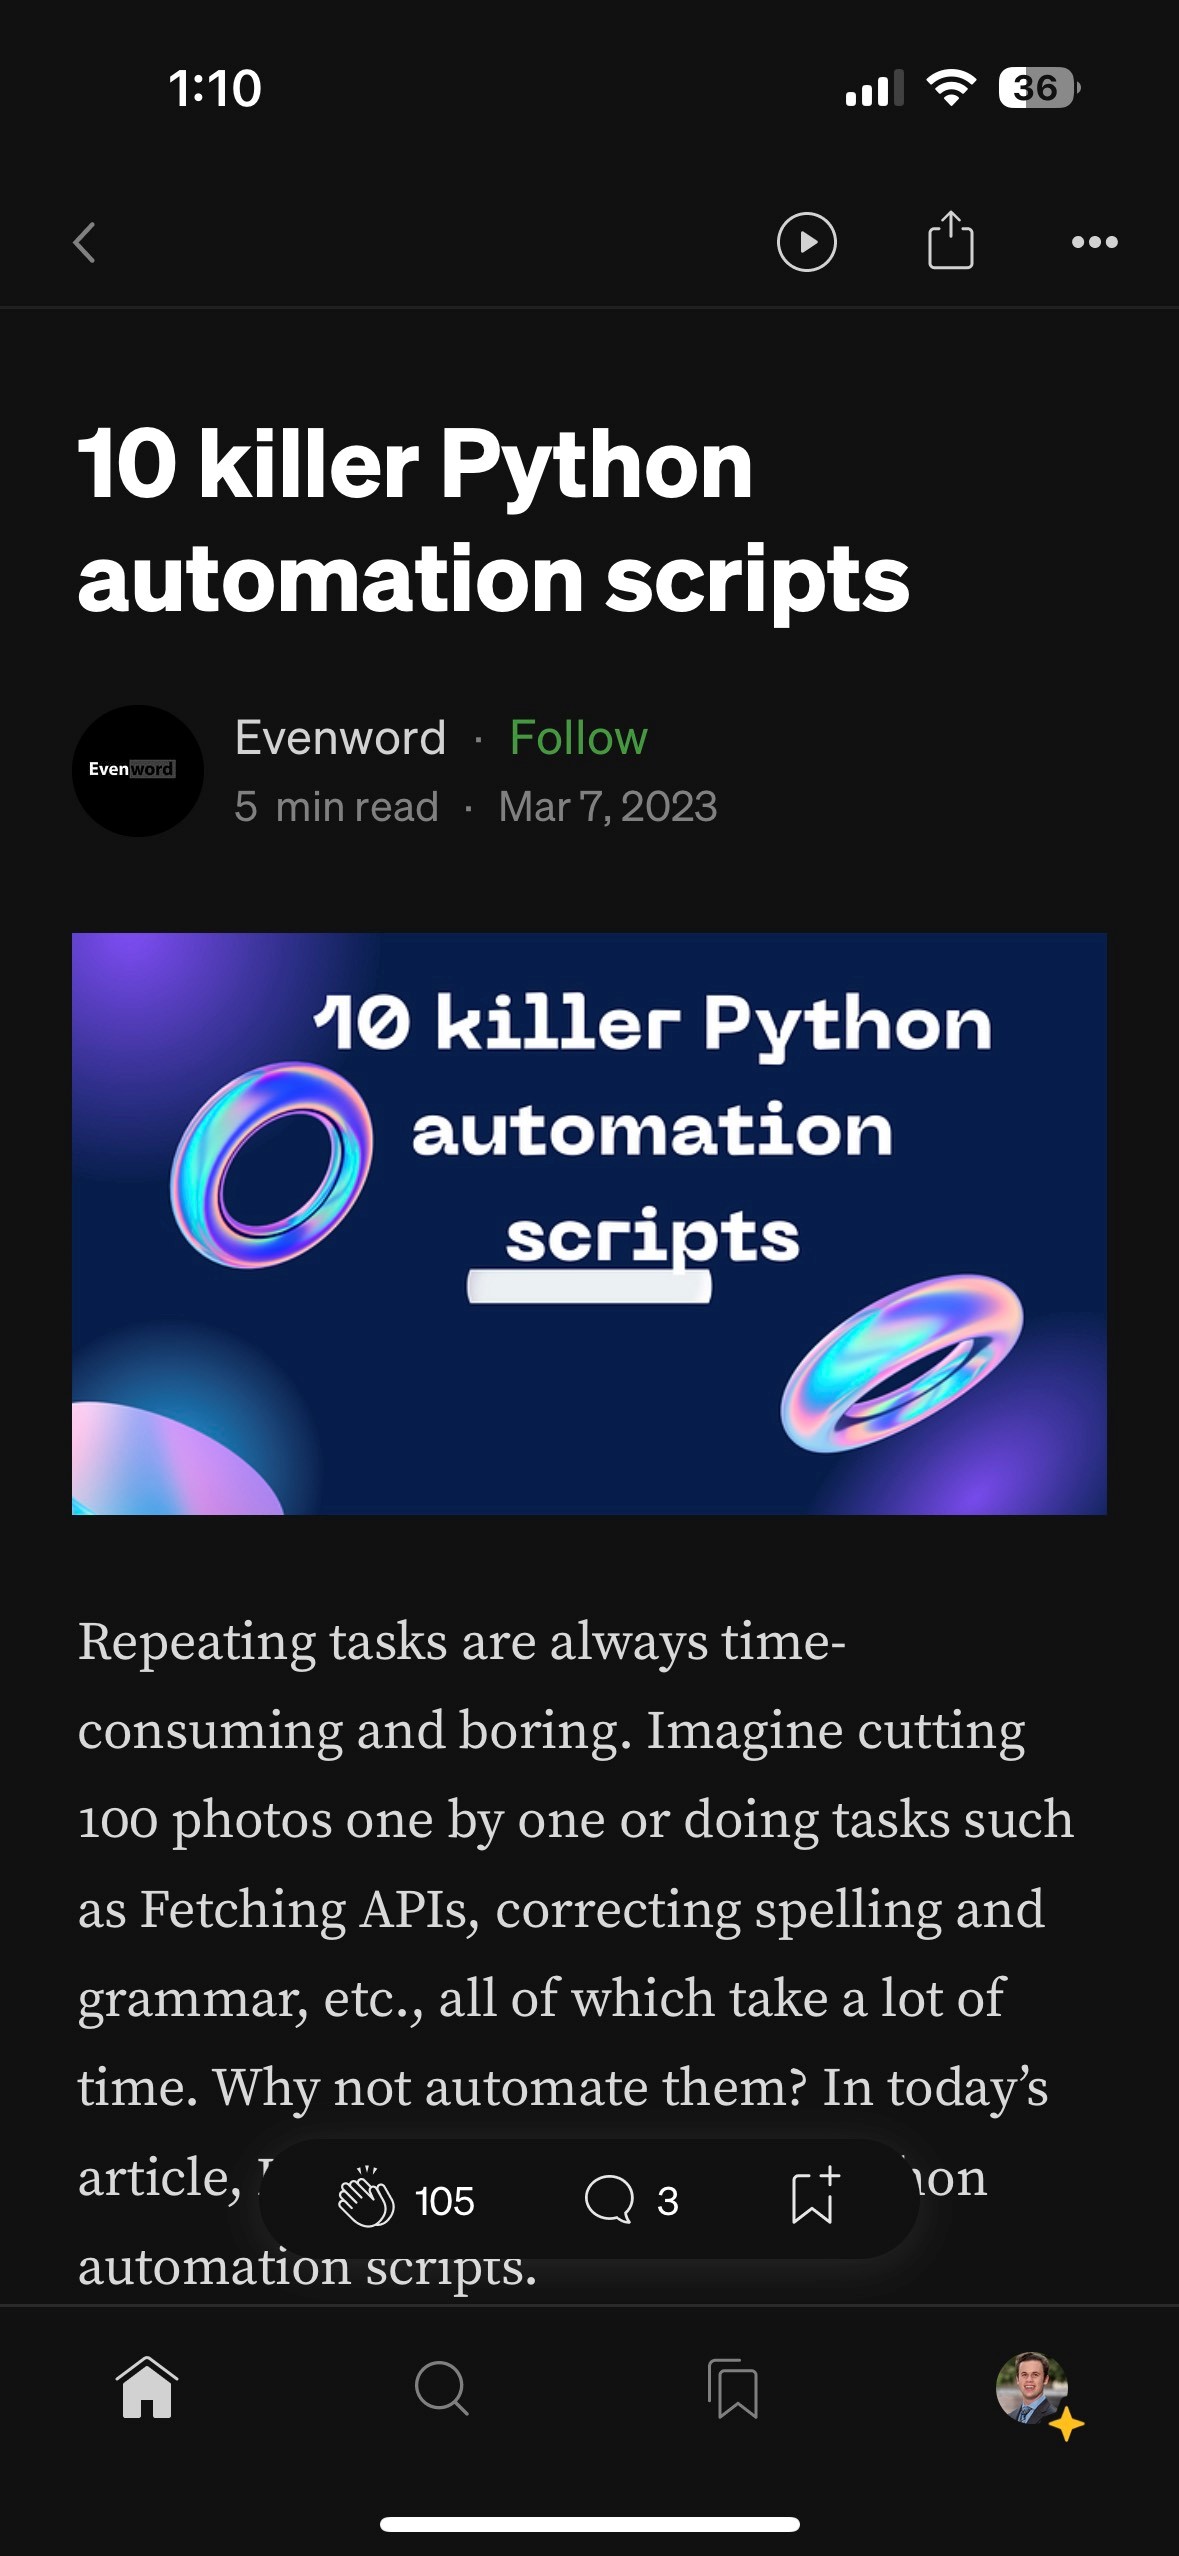 1:10
36
10 killer Python
automation scripts
Evenword
Evenword · Follow
5 min read · Mar 7, 2023
10 killer Python
automation
scripts
Repeating tasks are always time-
consuming and boring. Imagine cutting
100 photos one by one or doing tasks such
as Fetching APIs, correcting spelling and
grammar, etc., all of which take a lot of
time. Why not automate them? In today’s
article,
automation scripts.
105
3